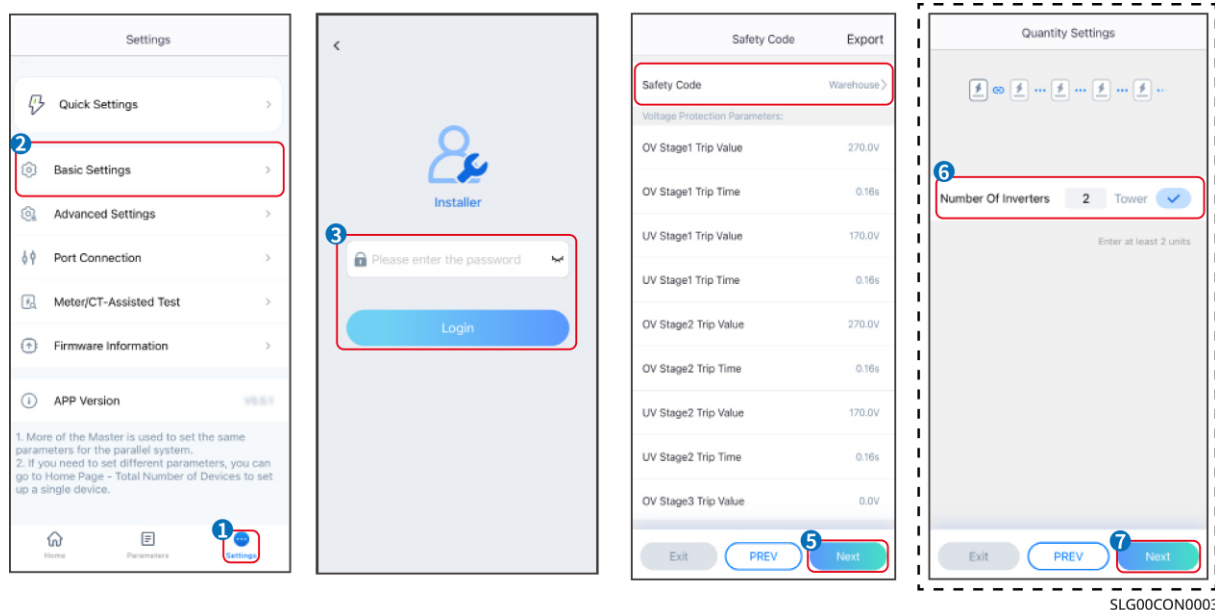 Settings
Quick Settings
2
Basic Settings
Advanced Settings
Port Connection
Meter/CT-Assisted Test
Firmware Information
APP Version
1. More of the Master is used to set the same
parameters for the parallel system.
2. If you need to set different parameters, you can
go to Home Page - Total Number of Devices to set
up a single device.
1
Home
Parameters
Settings
Installer
3
Please enter the password
Login
Safety Code
Export
Safety Code
Warehouse
Voltage Protection Parameters:
OV Stage1 Trip Value 270.0V
OV Stage1 Trip Time 0.16s
UV Stage1 Trip Value 170.0V
UV Stage1 Trip Time 0.16s
OV Stage2 Trip Value 270.0V
OV Stage2 Trip Time 0.16s
UV Stage2 Trip Value 170.0V
UV Stage2 Trip Time 0.16s
OV Stage3 Trip Value 0.0V
5
Exit PREV Next
Quantity Settings
6
Number Of Inverters 2 Tower
Enter at least 2 units
7
Exit PREV Next
SLG00CON0003